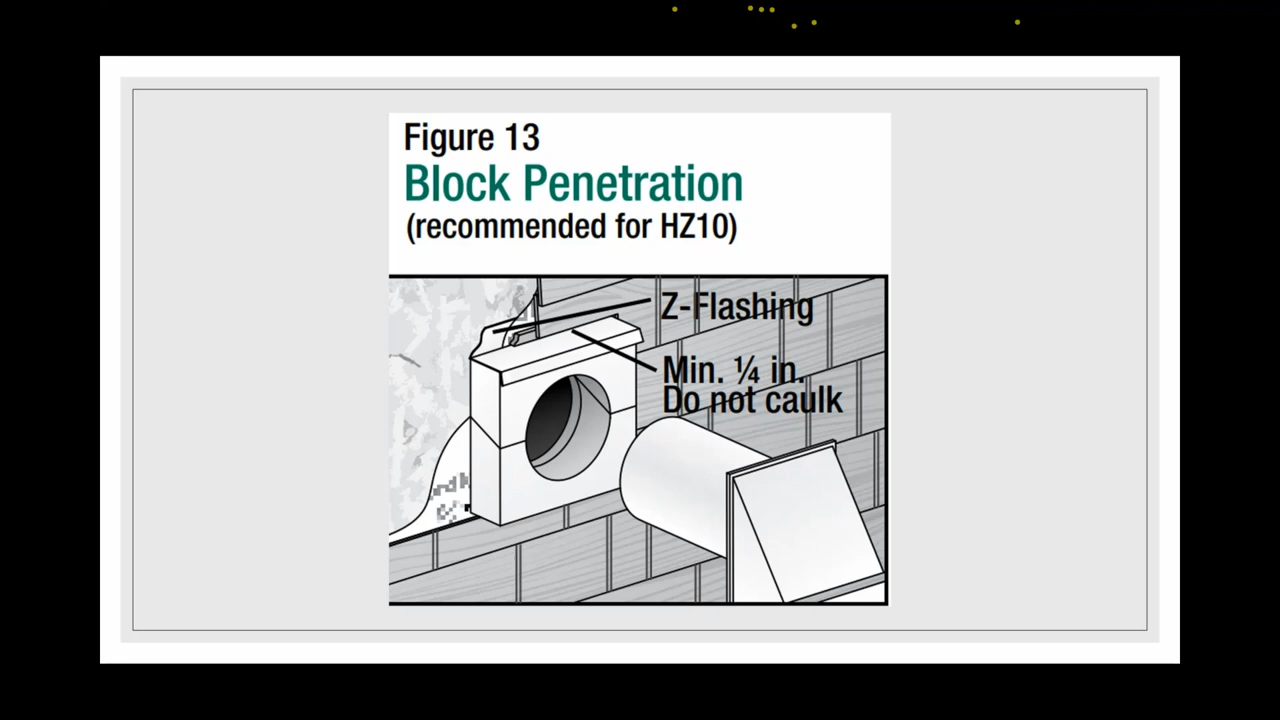 Figure 13
Block Penetration
(recommended for HZ10)
Z-Flashing
Min. ¼ in.
Do not caulk